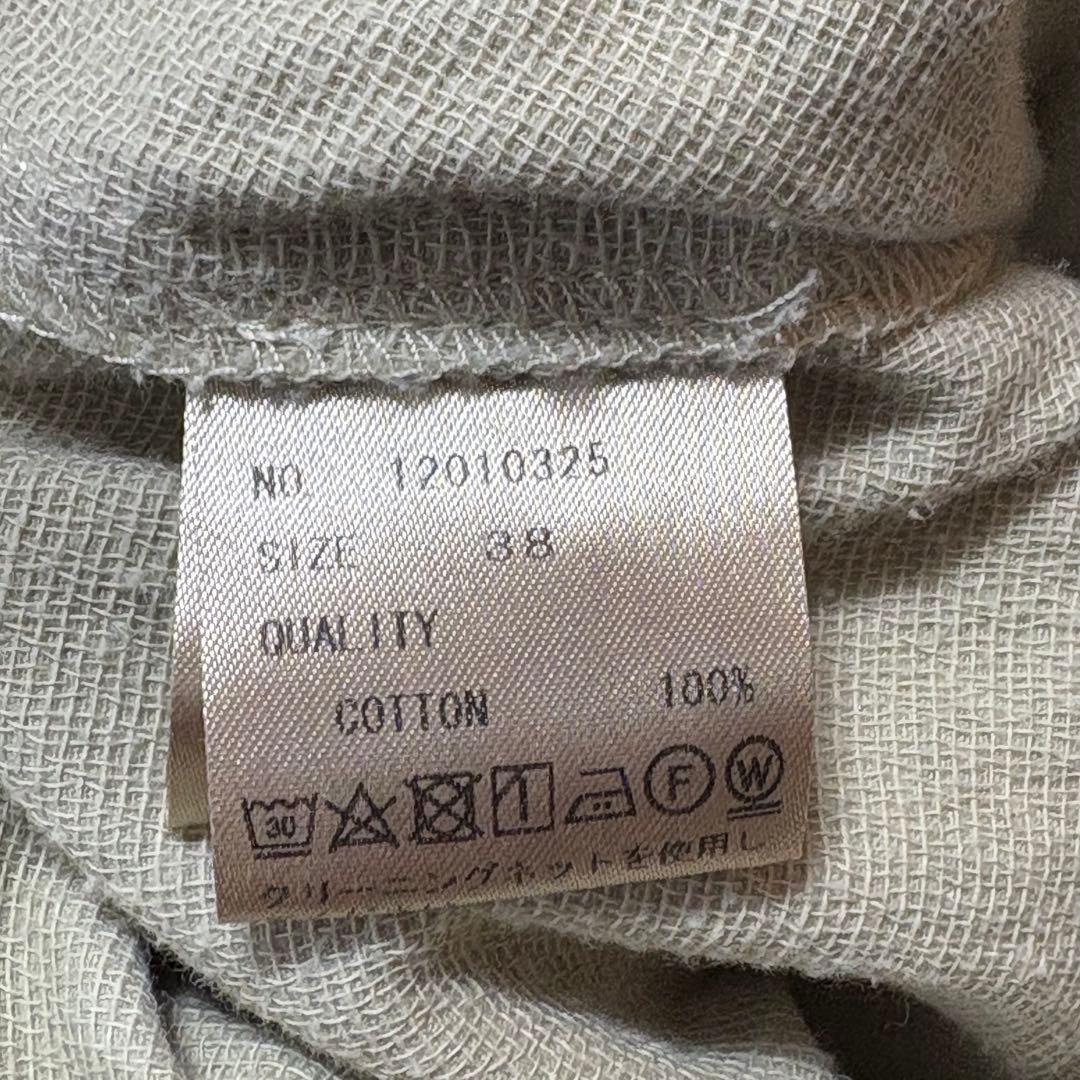 NO 12010325
SIZE 38
QUALITY
COTTON 100%
30 F W
クリーニングネットを使用し